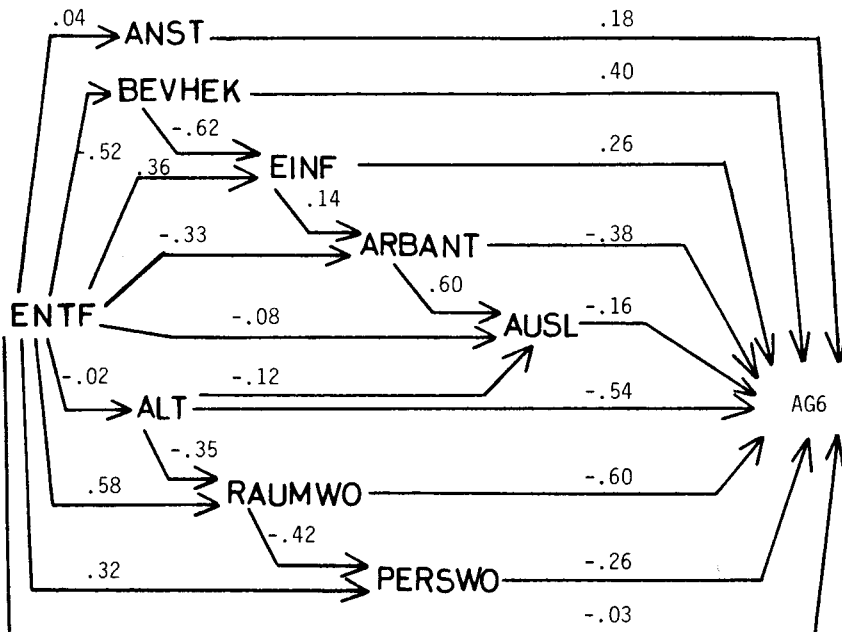 .04 ANST .18
BEVHEK .40
-.62
-.52 .36 EINF .26
.14
-.33 ARBANT -.38
.60
ENTF -.08 AUSL -.16
-.02 -.12 -.54
ALT AG6
-.35
.58 RAUMWO -.60
-.42
.32 PERSWO -.26
-.03